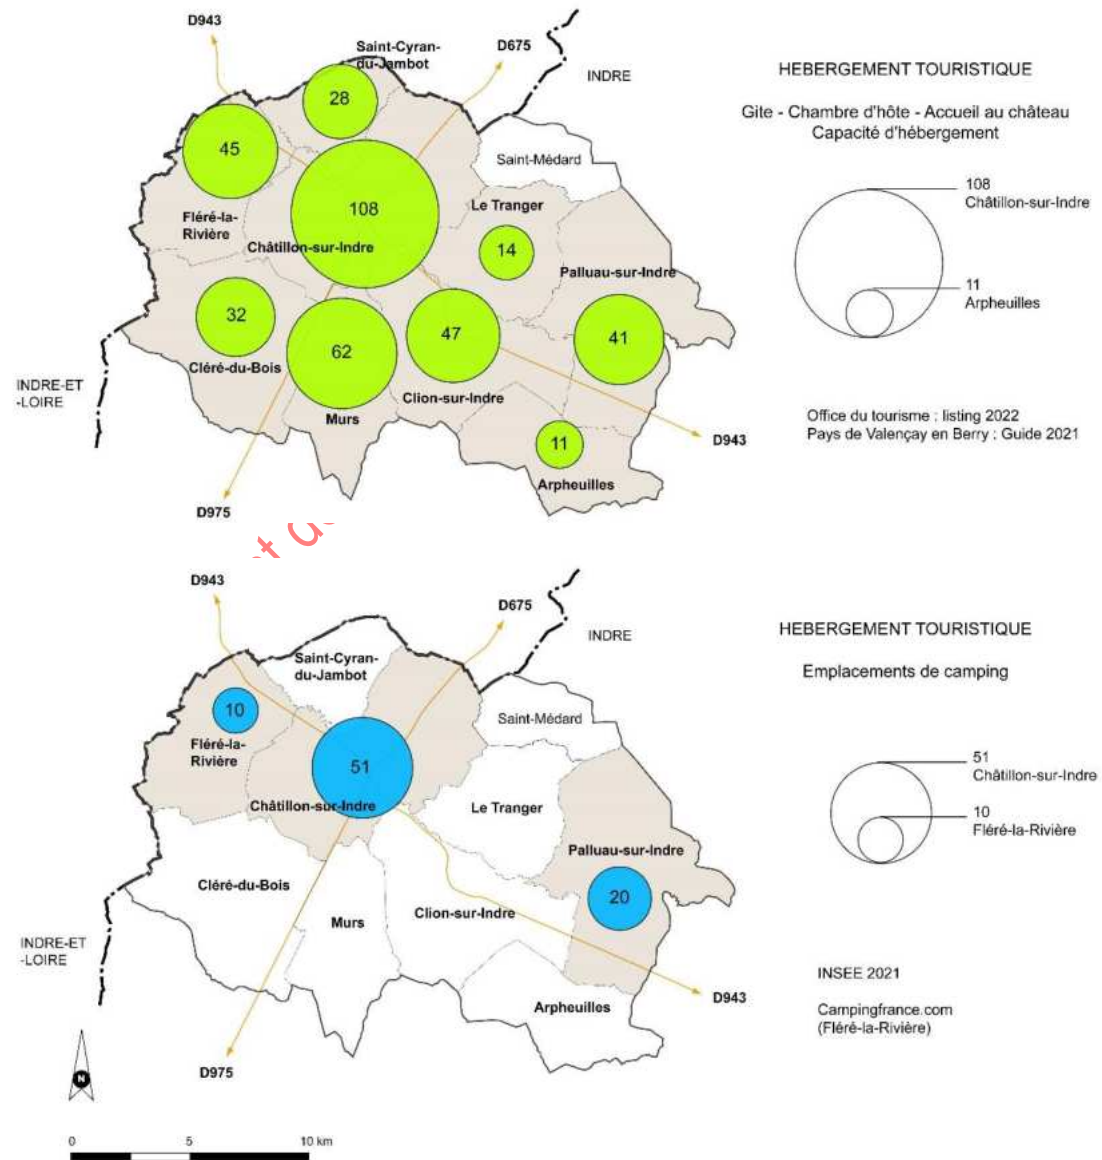 D943
Saint-Cyran-
du-Jambot
D675
INDRE
28
45
Saint-Médard
108
Le Tranger
Fléré-la-
Rivière
Châtillon-sur-Indre
14
Palluau-sur-Indre
32
62
47
41
Cléré-du-Bois
INDRE-ET
-LOIRE
Clion-sur-Indre
Murs
D943
11
Arpheuilles
D975
HEBERGEMENT TOURISTIQUE
Gite - Chambre d'hôte - Accueil au château
Capacité d'hébergement
108
Châtillon-sur-Indre
11
Arpheuilles
Office du tourisme : listing 2022
Pays de Valençay en Berry : Guide 2021
D943
D675
INDRE
Saint-Cyran-
du-Jambot
10
Saint-Médard
Fléré-la-
Rivière
51
Châtillon-sur-Indre
Le Tranger
Palluau-sur-Indre
Cléré-du-Bois
20
Murs
Clion-sur-Indre
INDRE-ET
-LOIRE
D943
Arpheuilles
D975
HEBERGEMENT TOURISTIQUE
Emplacements de camping
51
Châtillon-sur-Indre
10
Fléré-la-Rivière
INSEE 2021
Campingfrance.com
(Fléré-la-Rivière)
N
0 5 10 km